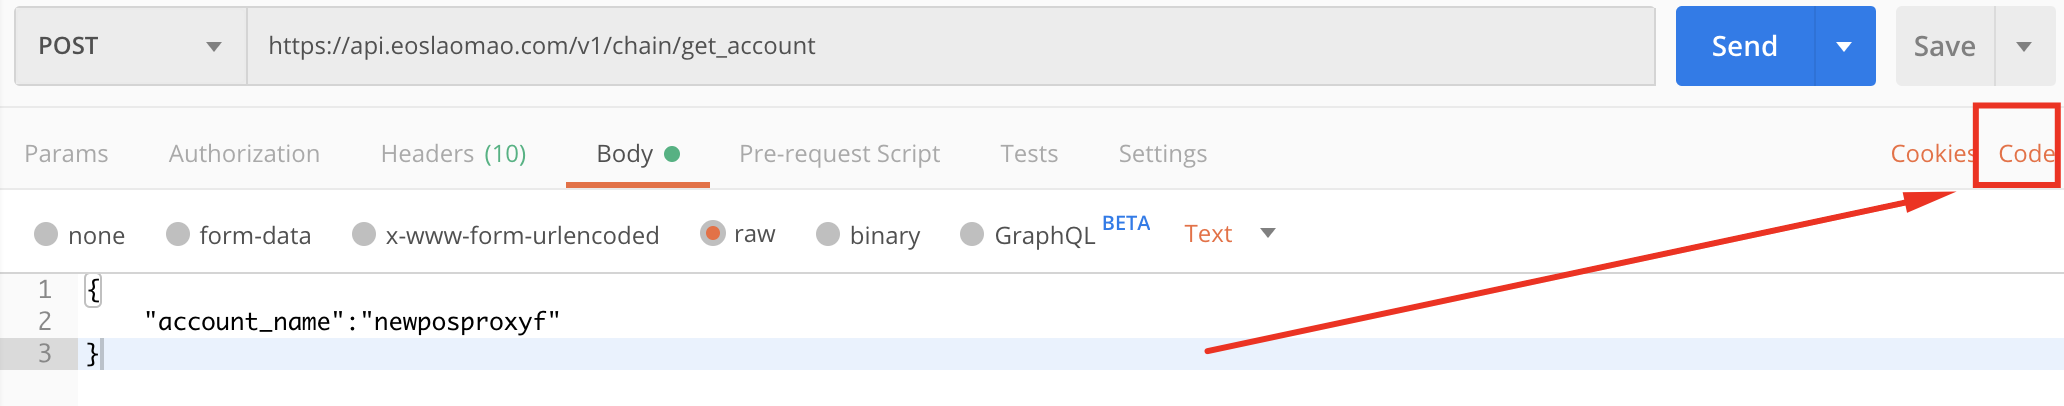 POST https://api.eoslaomao.com/v1/chain/get_account Send Save
Params Authorization Headers (10) Body Pre-request Script Tests Settings Cookies Code
none form-data x-www-form-urlencoded raw binary GraphQL BETA Text
1 {
2 "account_name":"newposproxyf"
3 }